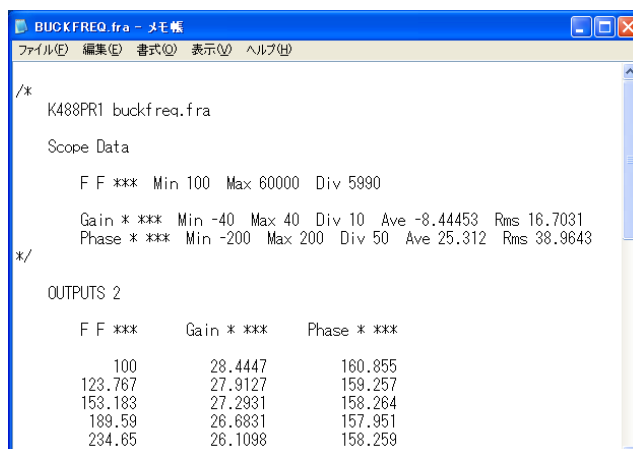 BUCKFREQ.fra - メモ帳
ファイル(F) 編集(E) 書式(O) 表示(V) ヘルプ(H)
/*
K488PR1 buckfreq.fra
Scope Data
F F *** Min 100 Max 60000 Div 5990
Gain * *** Min -40 Max 40 Div 10 Ave -8.44453 Rms 16.7031
Phase * *** Min -200 Max 200 Div 50 Ave 25.312 Rms 38.9643
*/
OUTPUTS 2
F F *** Gain * *** Phase * ***
100 28.4447 160.855
123.767 27.9127 159.257
153.183 27.2931 158.264
189.59 26.6831 157.951
234.65 26.1098 158.259